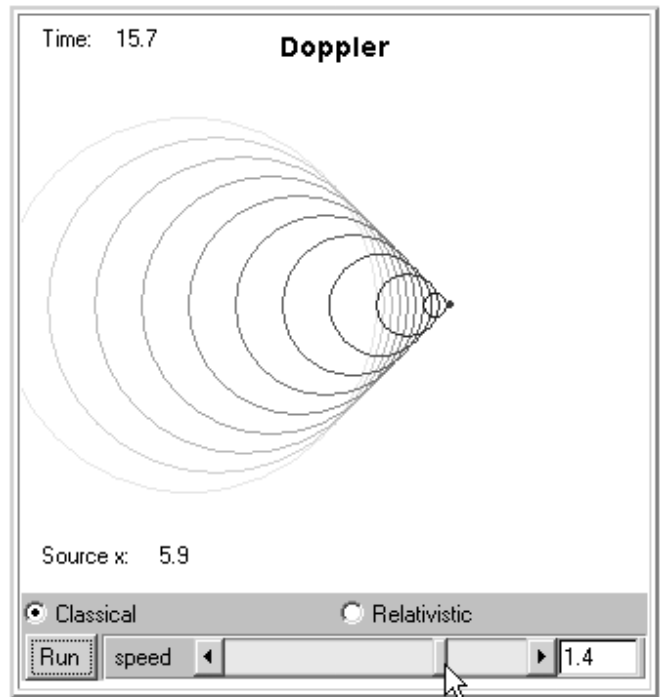 Time: 15.7
Doppler
Source x: 5.9
Classical Relativistic
Run speed 1.4